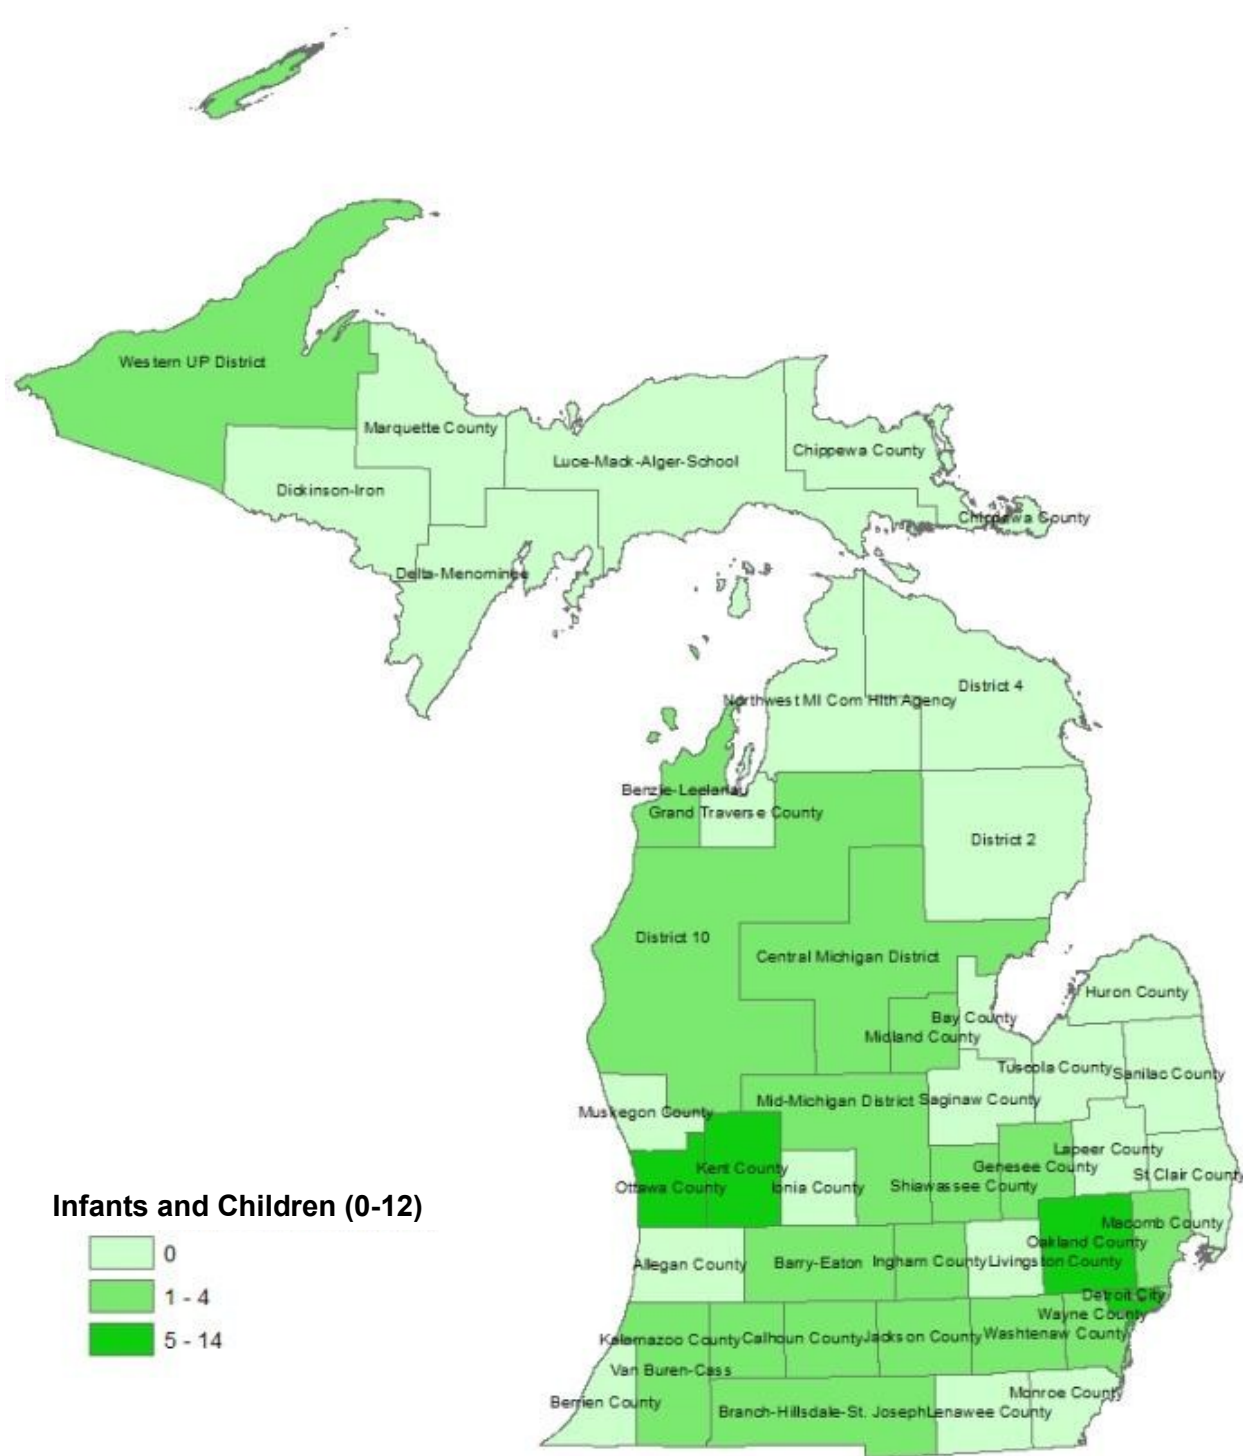 Western UP District
Marquette County
Chippewa County
Luce-Mack-Alger-School
Dickinson-Iron
Chippewa County
Delta-Menominee
District 4
Northwest MI Com Hlth Agency
Benzie-Leelanau
Grand Traverse County
District 2
District 10
Central Michigan District
Huron County
Bay County
Midland County
Tuscola County
Sanilac County
Mid-Michigan District
Saginaw County
Muskegon County
Lapeer County
Kent County
Genesee County
St Clair County
Ottawa County
Ionia County
Shiawassee County
Infants and Children (0-12)
0
1 - 4
5 - 14
Macomb County
Oakland County
Allegan County
Barry-Eaton
Ingham County
Livingston County
Detroit City
Wayne County
Kalamazoo County
Calhoun County
Jackson County
Washtenaw County
Van Buren-Cass
Berrien County
Monroe County
Branch-Hillsdale-St. Joseph
Lenawee County